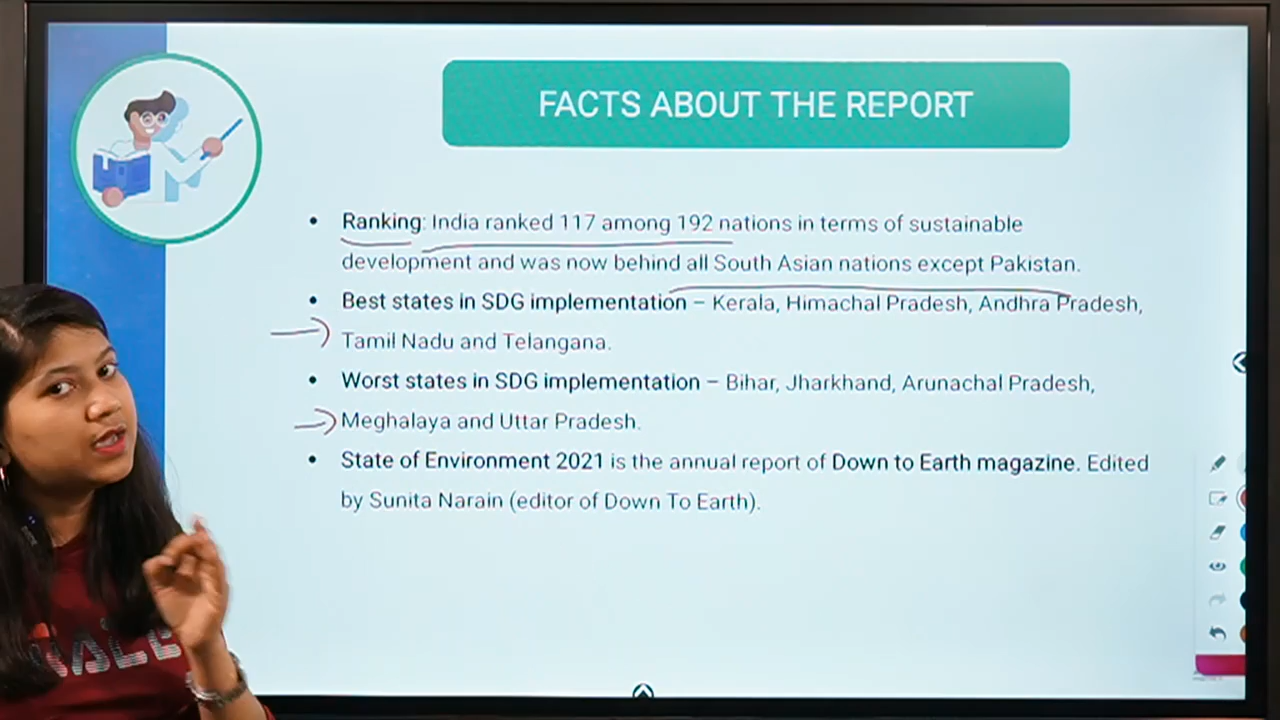 FACTS ABOUT THE REPORT
• Ranking: India ranked 117 among 192 nations in terms of sustainable
development and was now behind all South Asian nations except Pakistan.
• Best states in SDG implementation – Kerala, Himachal Pradesh, Andhra Pradesh,
Tamil Nadu and Telangana.
• Worst states in SDG implementation – Bihar, Jharkhand, Arunachal Pradesh,
Meghalaya and Uttar Pradesh.
• State of Environment 2021 is the annual report of Down to Earth magazine. Edited
by Sunita Narain (editor of Down To Earth).